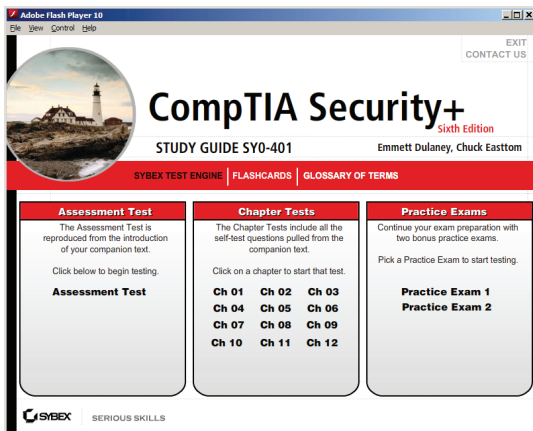 Adobe Flash Player 10
File View Control Help
EXIT
CONTACT US
CompTIA Security+
Sixth Edition
STUDY GUIDE SY0-401
Emmett Dulaney, Chuck Easttom
SYBEX TEST ENGINE FLASHCARDS GLOSSARY OF TERMS
Assessment Test
The Assessment Test is
reproduced from the introduction
of your companion text.
Click below to begin testing.
Assessment Test
Chapter Tests
The Chapter Tests include all the
self-test questions pulled from the
companion text.
Click on a chapter to start that test.
Ch 01 Ch 02 Ch 03
Ch 04 Ch 05 Ch 06
Ch 07 Ch 08 Ch 09
Ch 10 Ch 11 Ch 12
Practice Exams
Continue your exam preparation with
two bonus practice exams.
Pick a Practice Exam to start testing.
Practice Exam 1
Practice Exam 2
SYBEX SERIOUS SKILLS